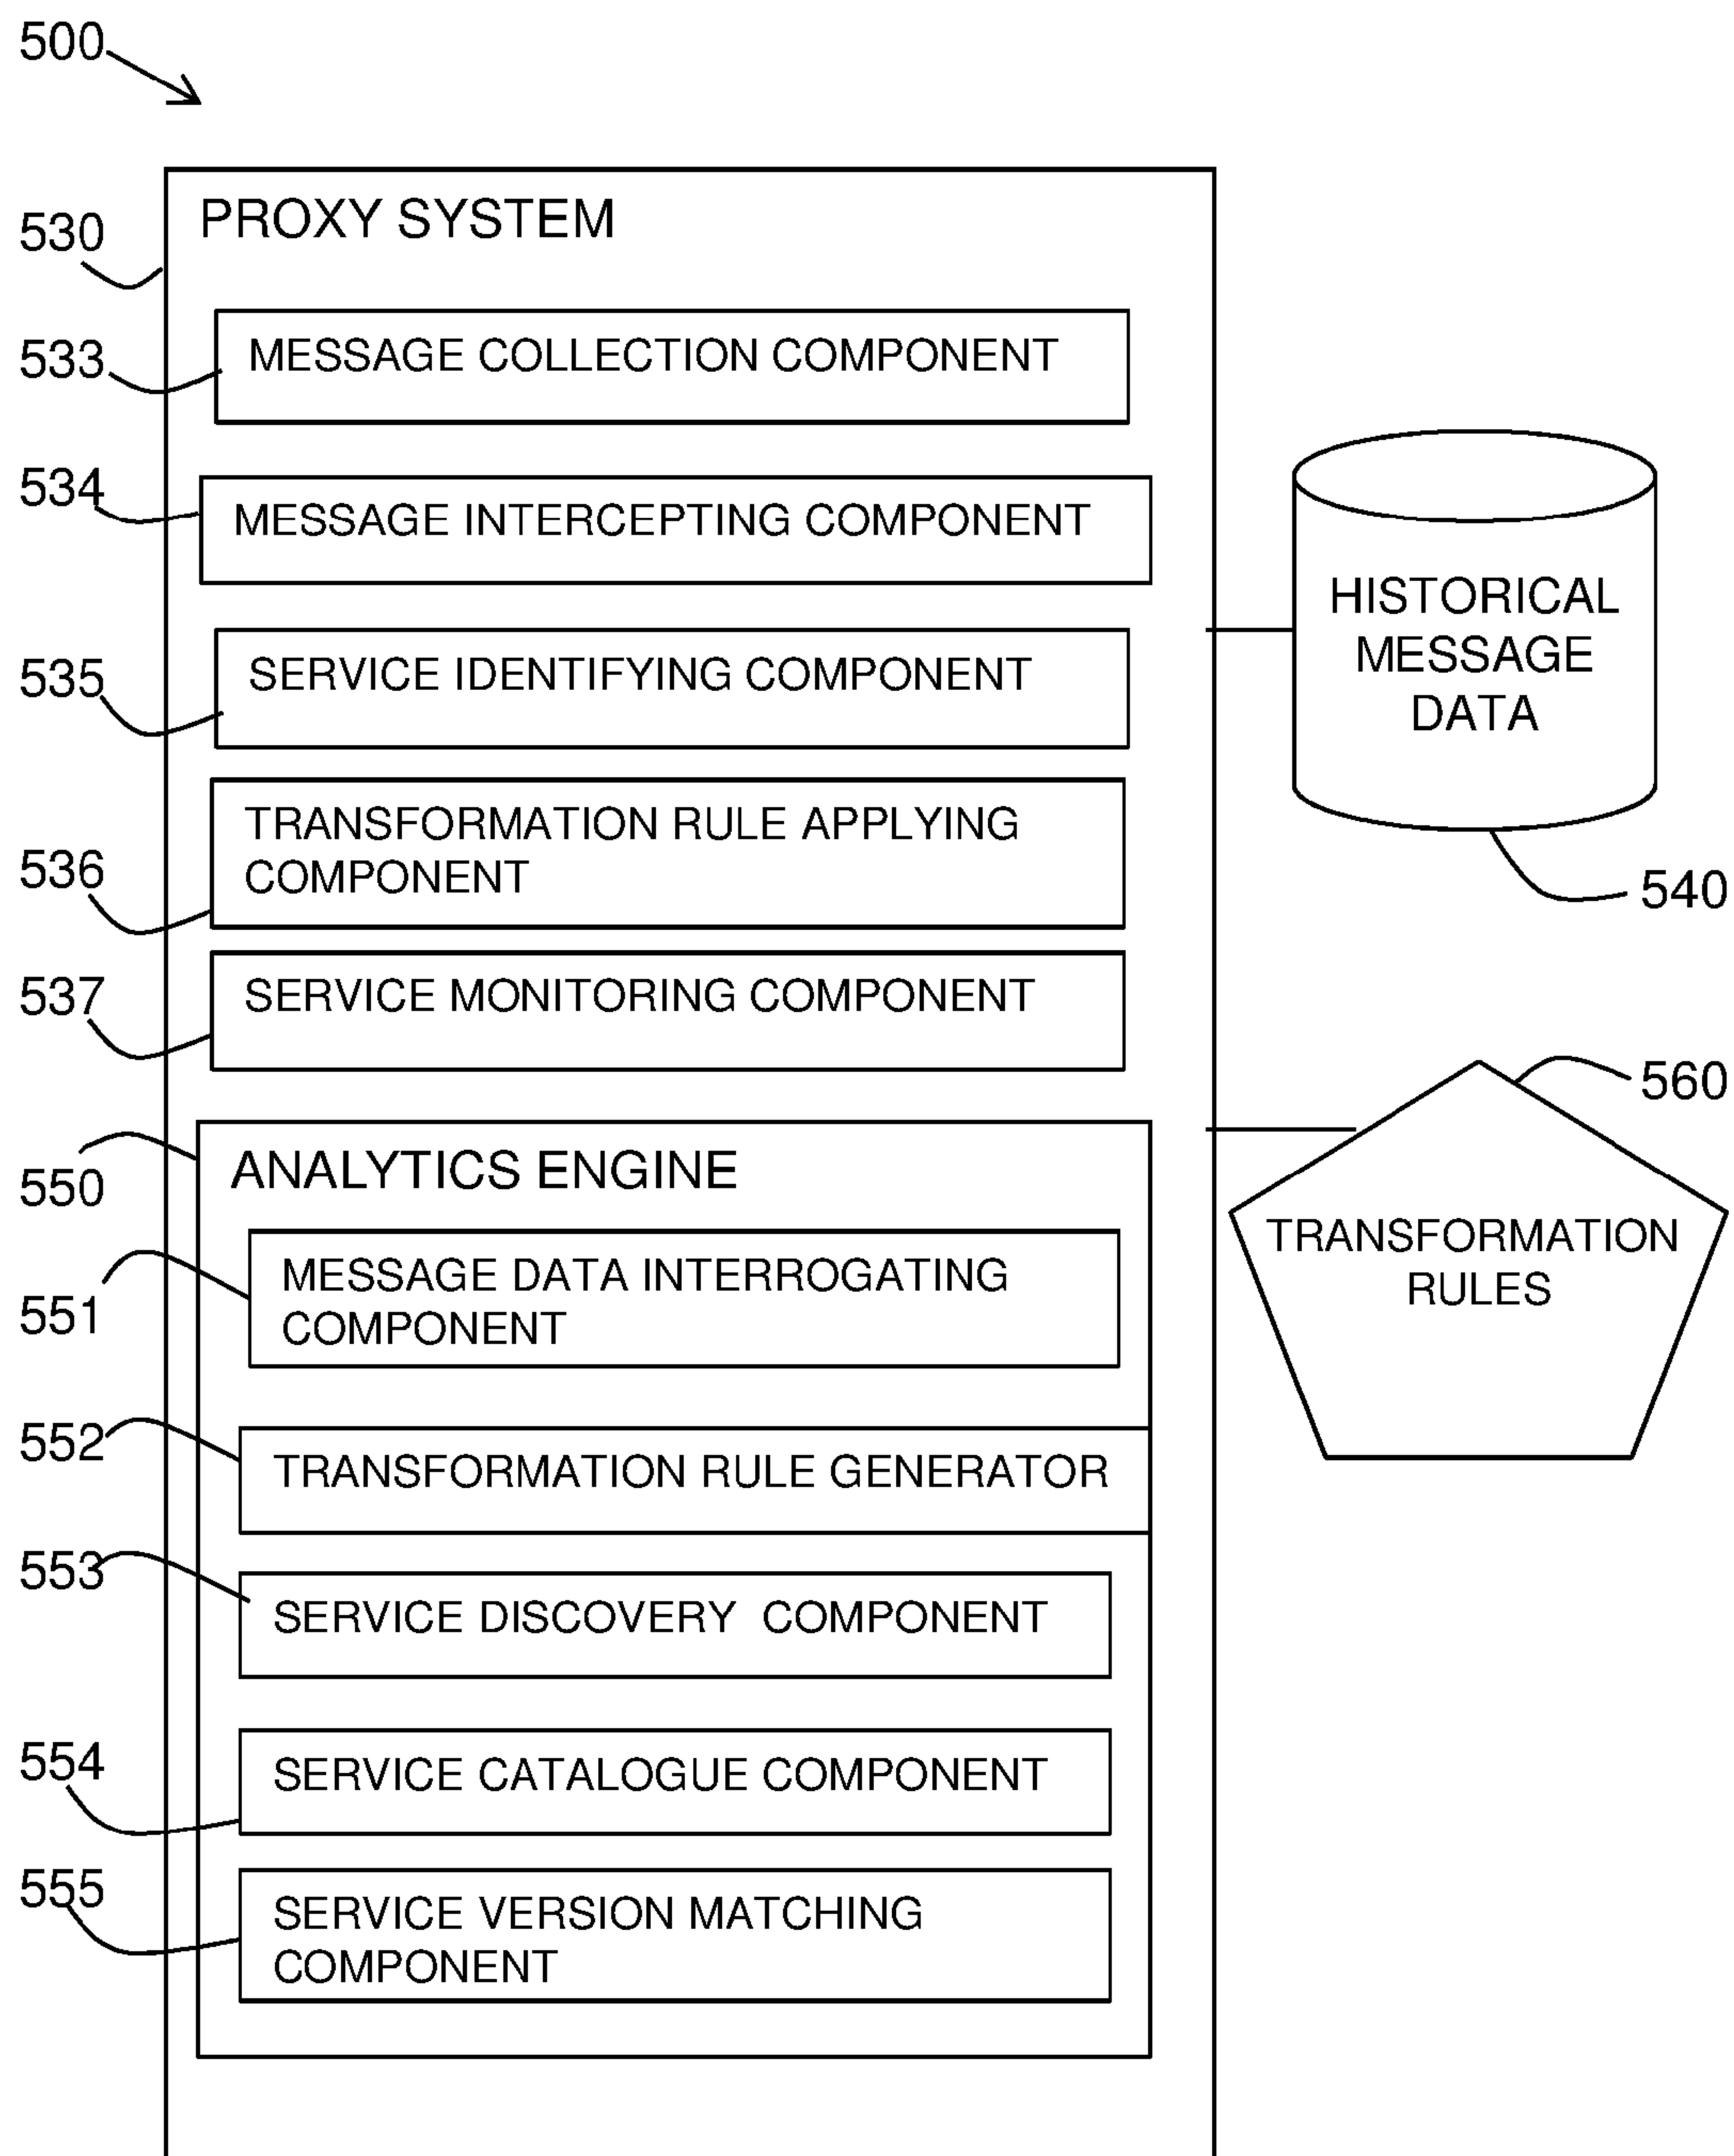 500
530
PROXY SYSTEM
533
MESSAGE COLLECTION COMPONENT
534
MESSAGE INTERCEPTING COMPONENT
535
SERVICE IDENTIFYING COMPONENT
536
TRANSFORMATION RULE APPLYING
COMPONENT
537
SERVICE MONITORING COMPONENT
550
ANALYTICS ENGINE
551
MESSAGE DATA INTERROGATING
COMPONENT
552
TRANSFORMATION RULE GENERATOR
553
SERVICE DISCOVERY COMPONENT
554
SERVICE CATALOGUE COMPONENT
555
SERVICE VERSION MATCHING
COMPONENT
HISTORICAL
MESSAGE
DATA
540
560
TRANSFORMATION
RULES